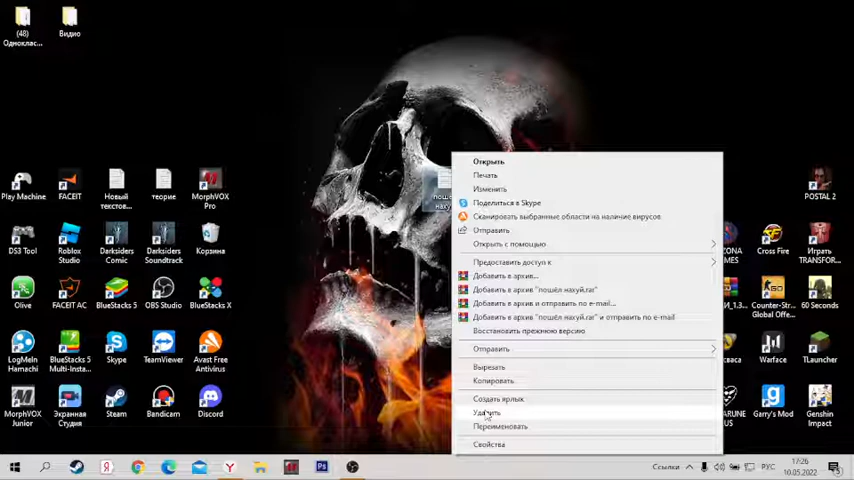 (48)
Одноклас...
Видио
Play Machine
FACEIT
Новый
текстов...
теорие
MorphVOX
Pro
DS3 Tool
Roblox
Studio
Darksiders
Comic
Darksiders
Soundtrack
Корзина
Olive
FACEIT AC
BlueStacks 5
OBS Studio
BlueStacks X
LogMeIn
Hamachi
BlueStacks 5
Multi-Insta...
Skype
TeamViewer
Avast Free
Antivirus
MorphVOX
Junior
Экранная
Студия
Steam
Bandicam
Discord
Открыть
Печать
Изменить
Поделиться в Skype
Сканировать выбранные области на наличие вирусов
Отправить
Открыть с помощью
Предоставить доступ к
Добавить в архив...
Добавить в архив "пошёл нахуй.rar"
Добавить в архив и отправить по e-mail...
Добавить в архив "пошёл нахуй.rar" и отправить по e-mail
Восстановить прежнюю версию
Отправить
Вырезать
Копировать
Создать ярлык
Удалить
Переименовать
Свойства
POSTAL 2
Cross Fire
Играть
TRANSFOR...
Counter-Str...
Global Offe...
60 Seconds
Warface
TLauncher
Garry's Mod
Genshin
Impact
Ссылки
РУС
17:26
10.05.2022